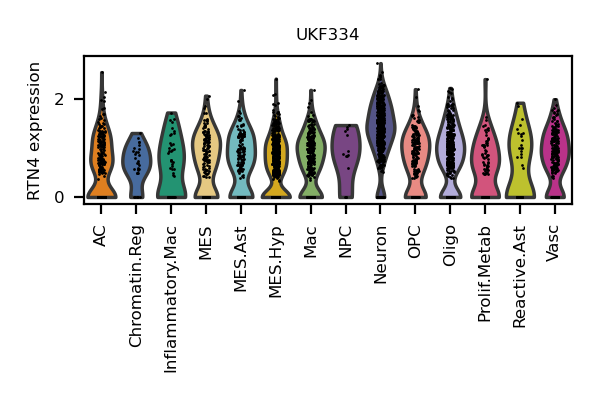 UKF334
RTN4 expression
2
0
AC
Chromatin.Reg
Inflammatory.Mac
MES
MES.Ast
MES.Hyp
Mac
NPC
Neuron
OPC
Oligo
Prolif.Metab
Reactive.Ast
Vasc